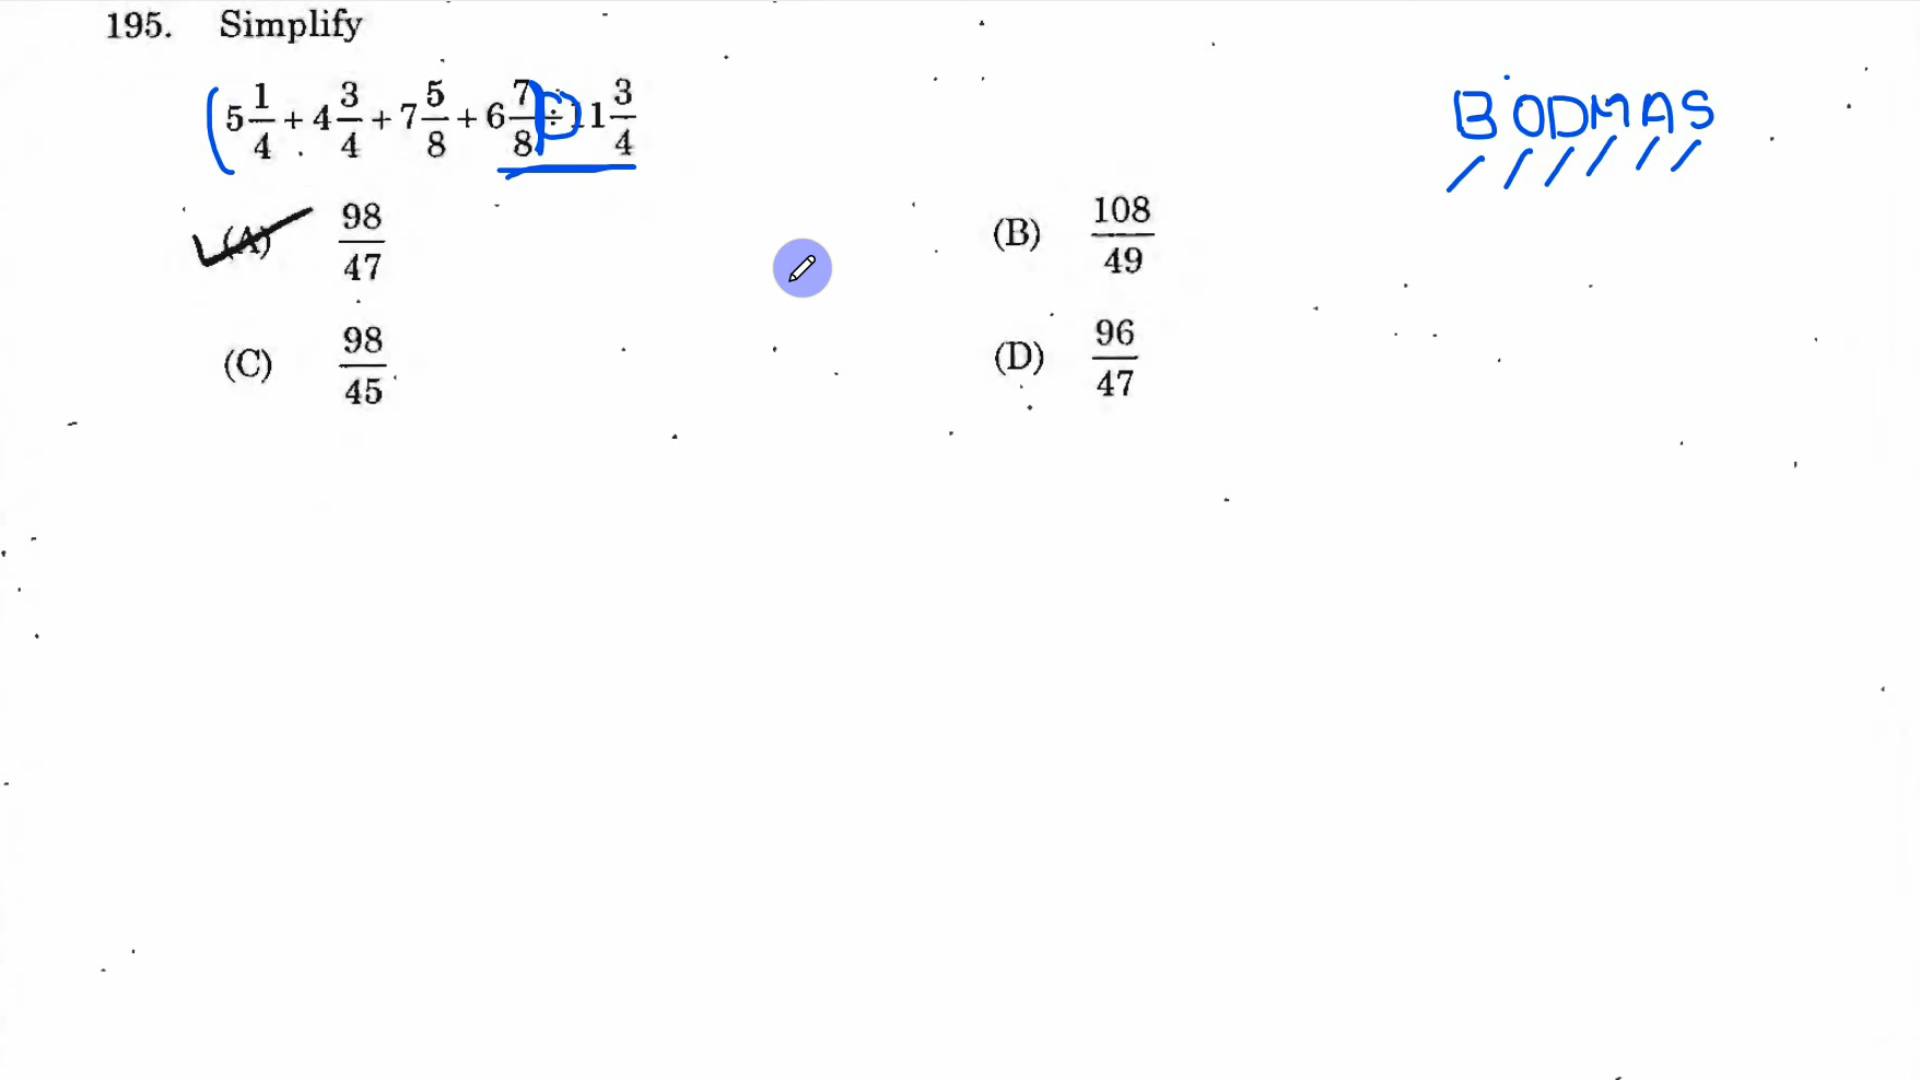 195. Simplify
(5 1/4 + 4 3/4 + 7 5/8 + 6 7/8) ÷ 11 3/4
BODMAS
(A) 98/47
(B) 108/49
(C) 98/45
(D) 96/47